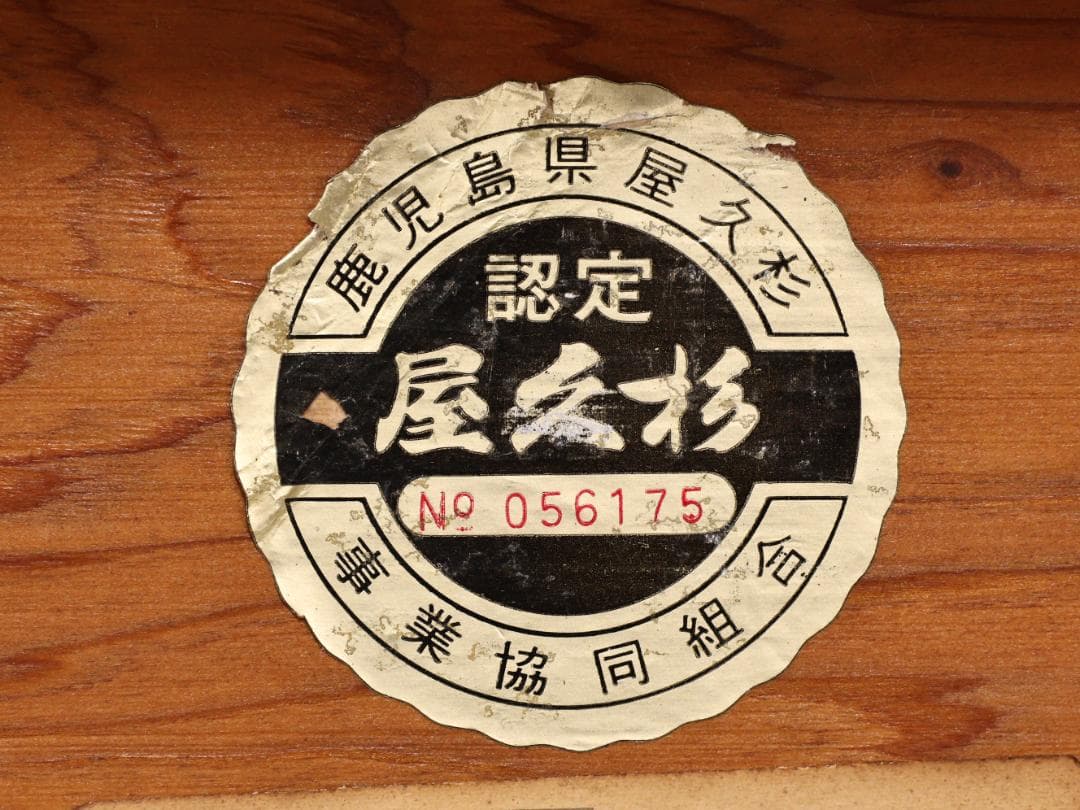 鹿児島県屋久杉
認定
屋久杉
No 056175
事業協同組合